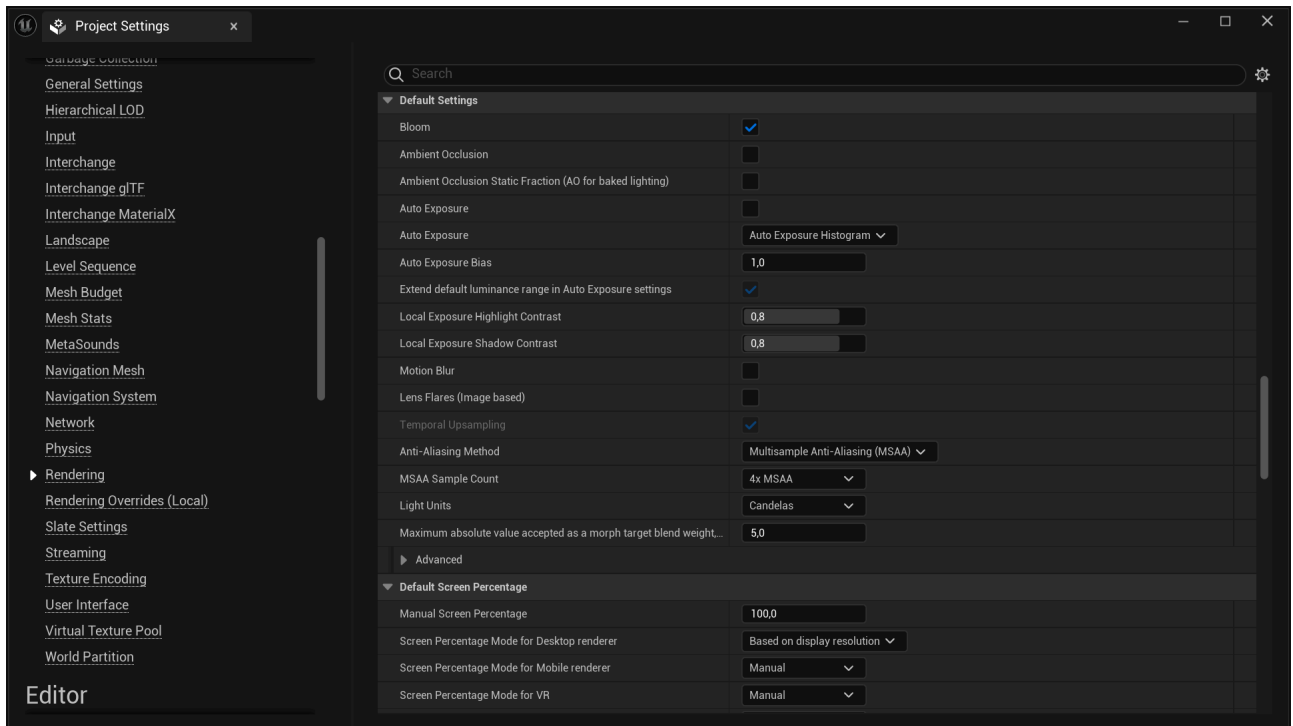 Project Settings
Garbage Collection
General Settings
Hierarchical LOD
Input
Interchange
Interchange glTF
Interchange MaterialX
Landscape
Level Sequence
Mesh Budget
Mesh Stats
MetaSounds
Navigation Mesh
Navigation System
Network
Physics
Rendering
Rendering Overrides (Local)
Slate Settings
Streaming
Texture Encoding
User Interface
Virtual Texture Pool
World Partition
Editor
Search
Default Settings
Bloom
Ambient Occlusion
Ambient Occlusion Static Fraction (AO for baked lighting)
Auto Exposure
Auto Exposure Auto Exposure Histogram
Auto Exposure Bias 1,0
Extend default luminance range in Auto Exposure settings
Local Exposure Highlight Contrast 0,8
Local Exposure Shadow Contrast 0,8
Motion Blur
Lens Flares (Image based)
Temporal Upsampling
Anti-Aliasing Method Multisample Anti-Aliasing (MSAA)
MSAA Sample Count 4x MSAA
Light Units Candelas
Maximum absolute value accepted as a morph target blend weight,... 5,0
Advanced
Default Screen Percentage
Manual Screen Percentage 100,0
Screen Percentage Mode for Desktop renderer Based on display resolution
Screen Percentage Mode for Mobile renderer Manual
Screen Percentage Mode for VR Manual